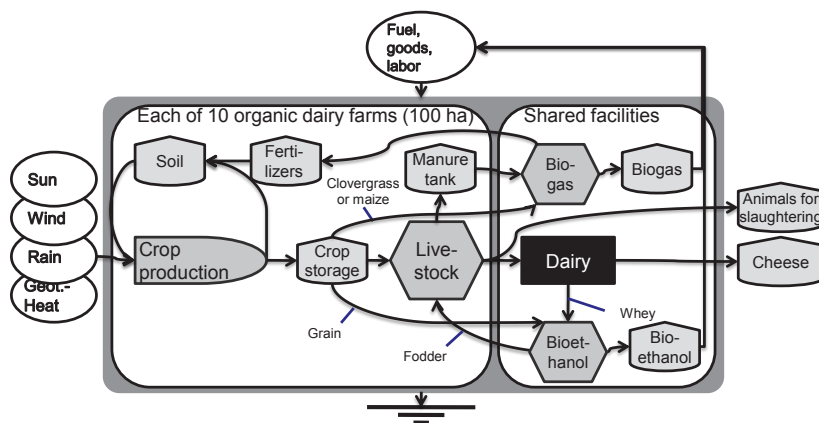 Fuel,
goods,
labor
Each of 10 organic dairy farms (100 ha)
Shared facilities
Soil
Ferti-
lizers
Manure
tank
Bio-
gas
Biogas
Clovergrass
or maize
Sun
Wind
Rain
Geot.-
Heat
Crop
production
Crop
storage
Live-
stock
Dairy
Animals for
slaughtering
Cheese
Grain
Fodder
Whey
Bioet-
hanol
Bio-
ethanol